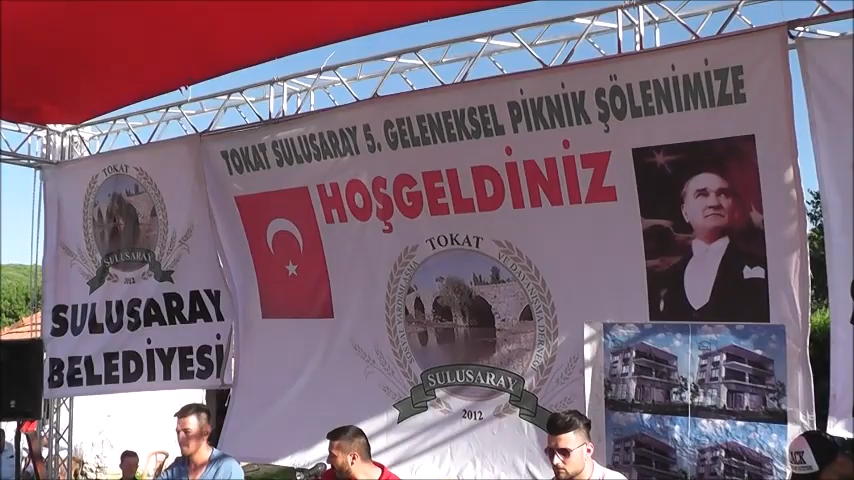 TOKAT SULUSARAY 5. GELENEKSEL PİKNİK ŞÖLENİMİZE
HOŞGELDİNİZ
TOKAT
SULUSARAY
2012
SULUSARAY
BELEDİYESİ
TOKAT
SULUSARAY
2012